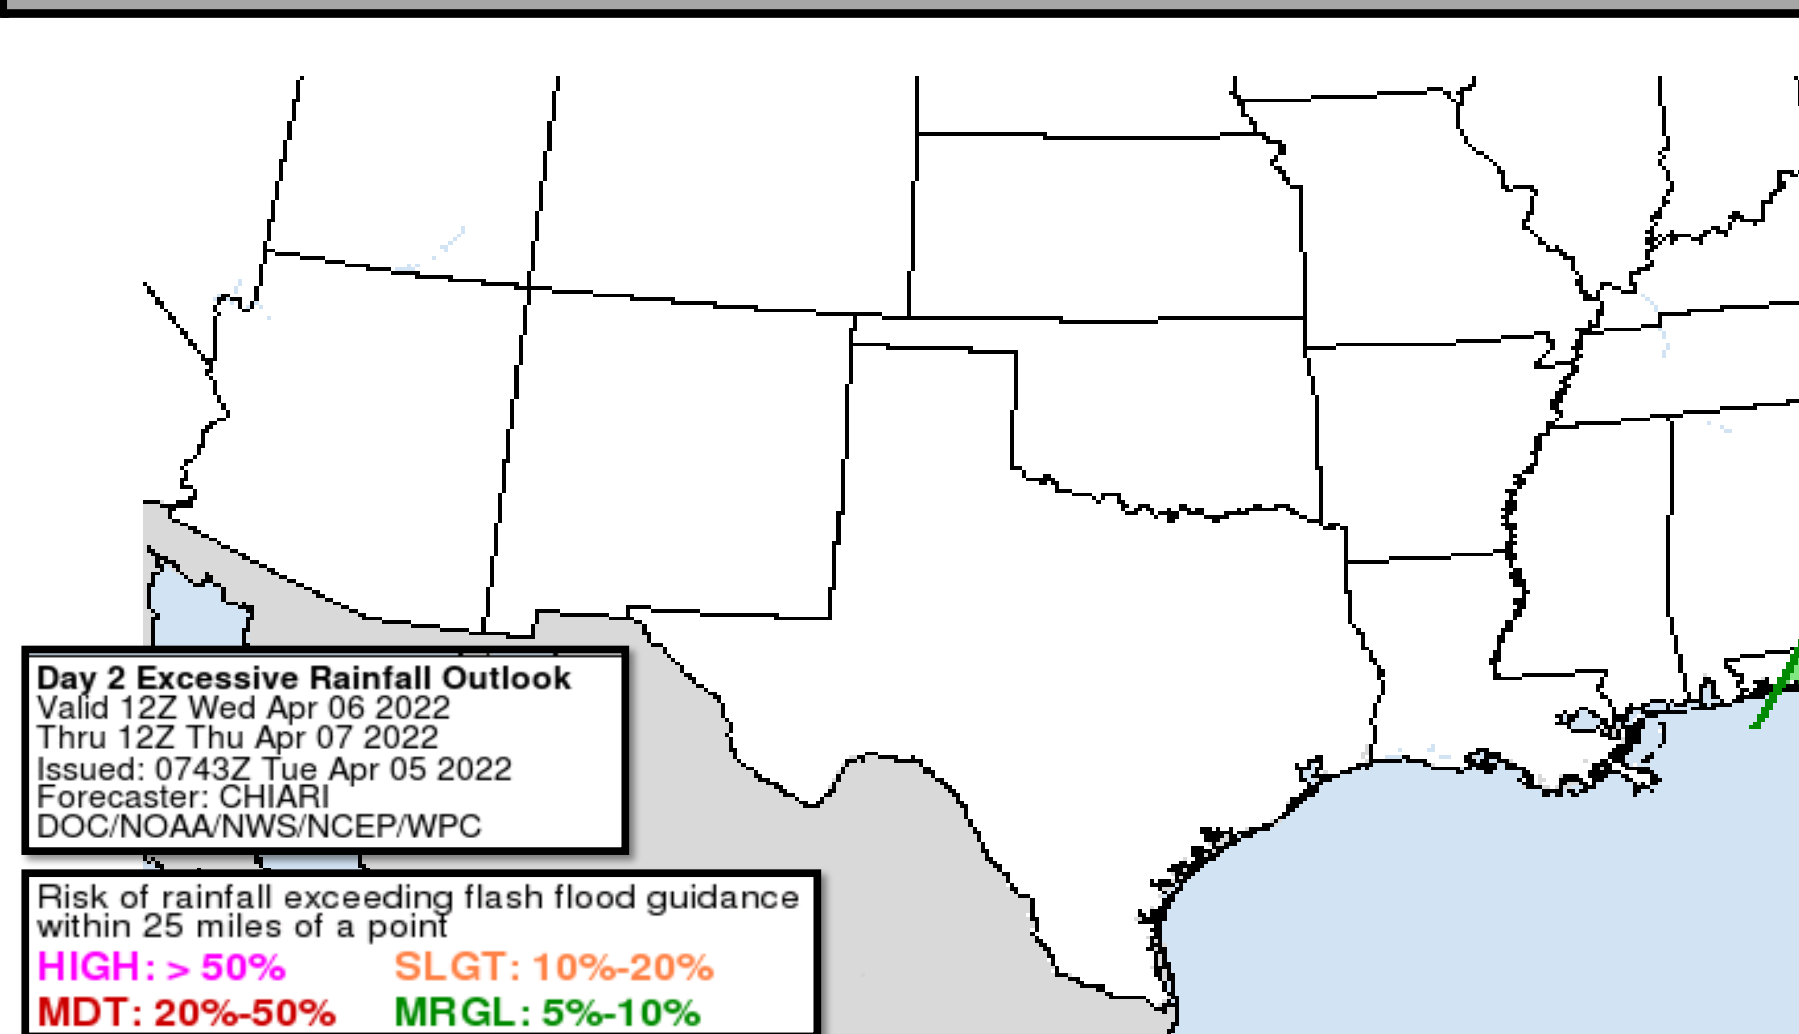 Day 2 Excessive Rainfall Outlook
Valid 12Z Wed Apr 06 2022
Thru 12Z Thu Apr 07 2022
Issued: 0743Z Tue Apr 05 2022
Forecaster: CHIARI
DOC/NOAA/NWS/NCEP/WPC
Risk of rainfall exceeding flash flood guidance
within 25 miles of a point
HIGH: > 50% SLGT: 10%-20%
MDT: 20%-50% MRGL: 5%-10%